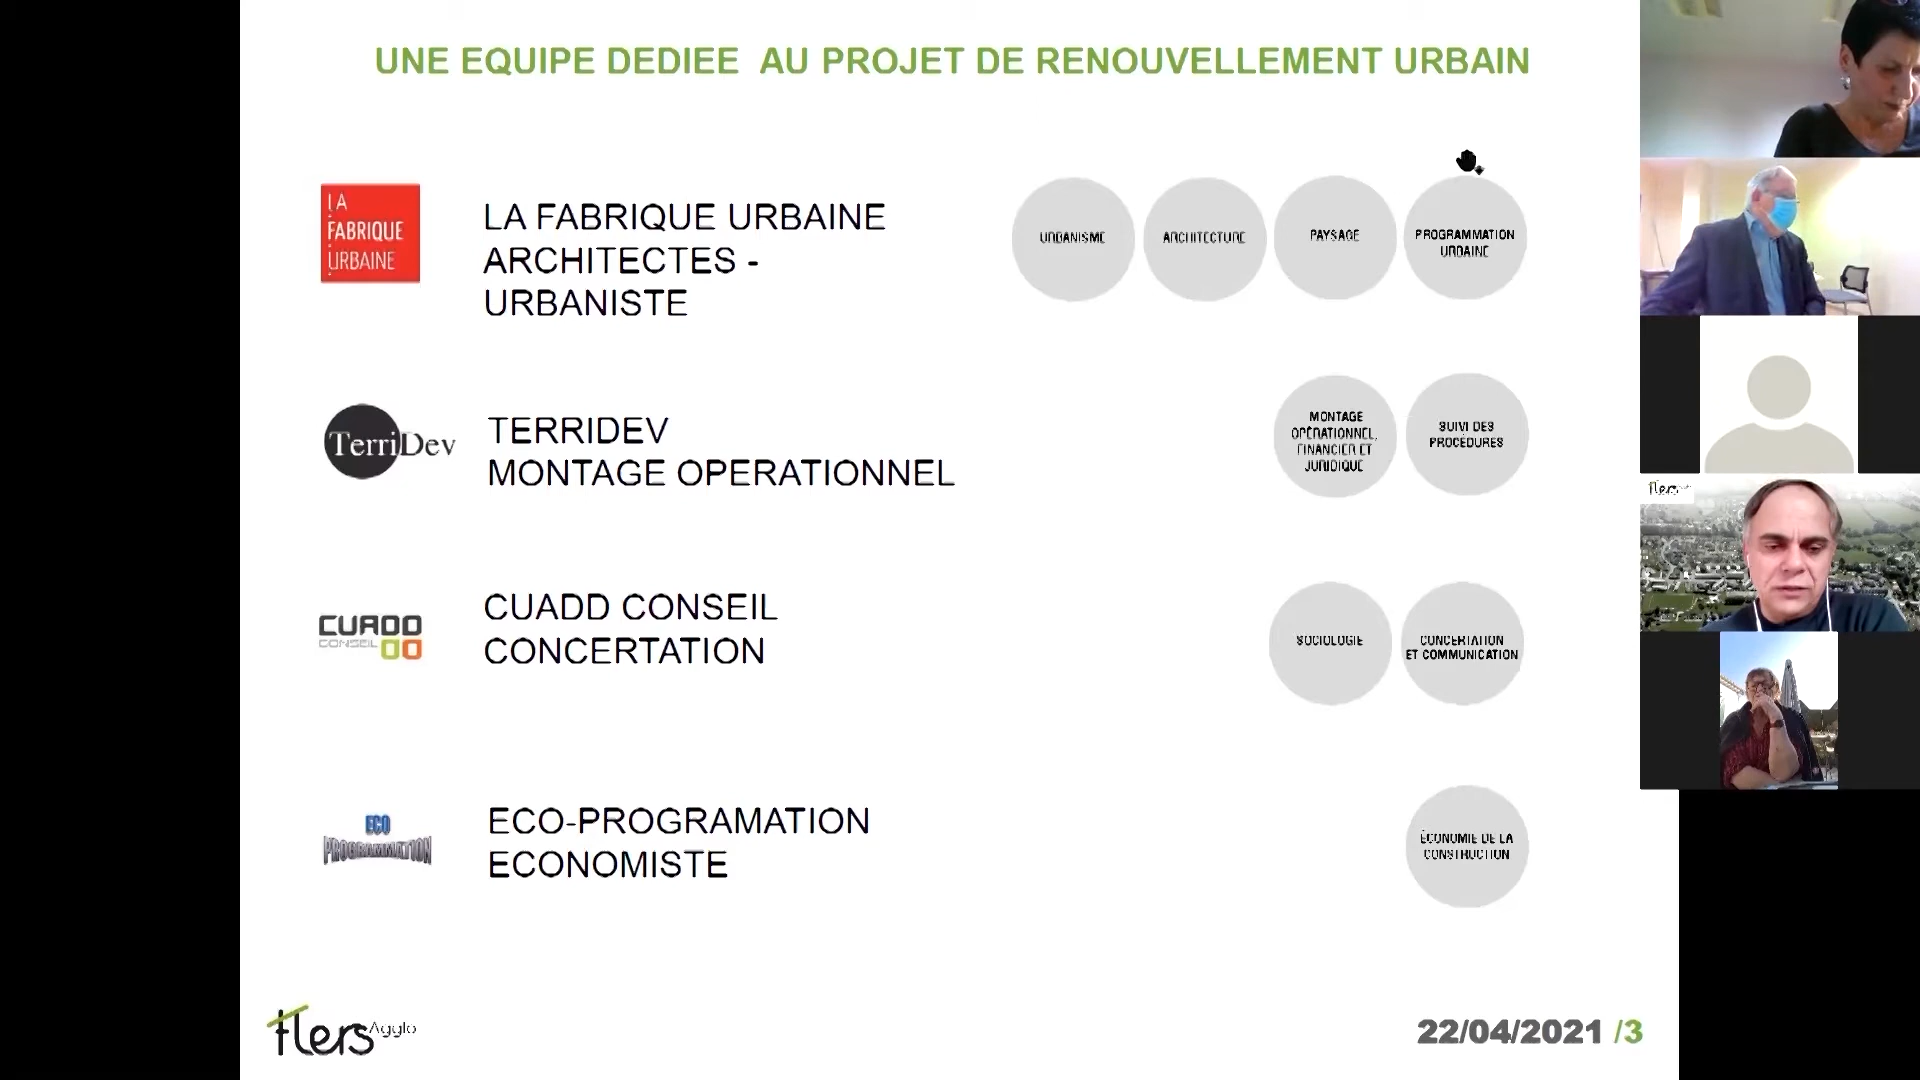 UNE EQUIPE DEDIEE AU PROJET DE RENOUVELLEMENT URBAIN
LA
FABRIQUE
URBAINE
LA FABRIQUE URBAINE
ARCHITECTES -
URBANISTE
URBANISME
ARCHITECTURE
PAYSAGE
PROGRAMMATION
URBAINE
TerriDev
TERRIDEV
MONTAGE OPERATIONNEL
MONTAGE
OPÉRATIONNEL,
FINANCIER ET
JURIDIQUE
SUIVI DES
PROCÉDURES
CUADD
CONSEIL
CUADD CONSEIL
CONCERTATION
SOCIOLOGIE
CONCERTATION
ET COMMUNICATION
ECO
PROGRAMMATION
ECO-PROGRAMATION
ECONOMISTE
ÉCONOMIE DE LA
CONSTRUCTION
flers Agglo
22/04/2021 /3
flers